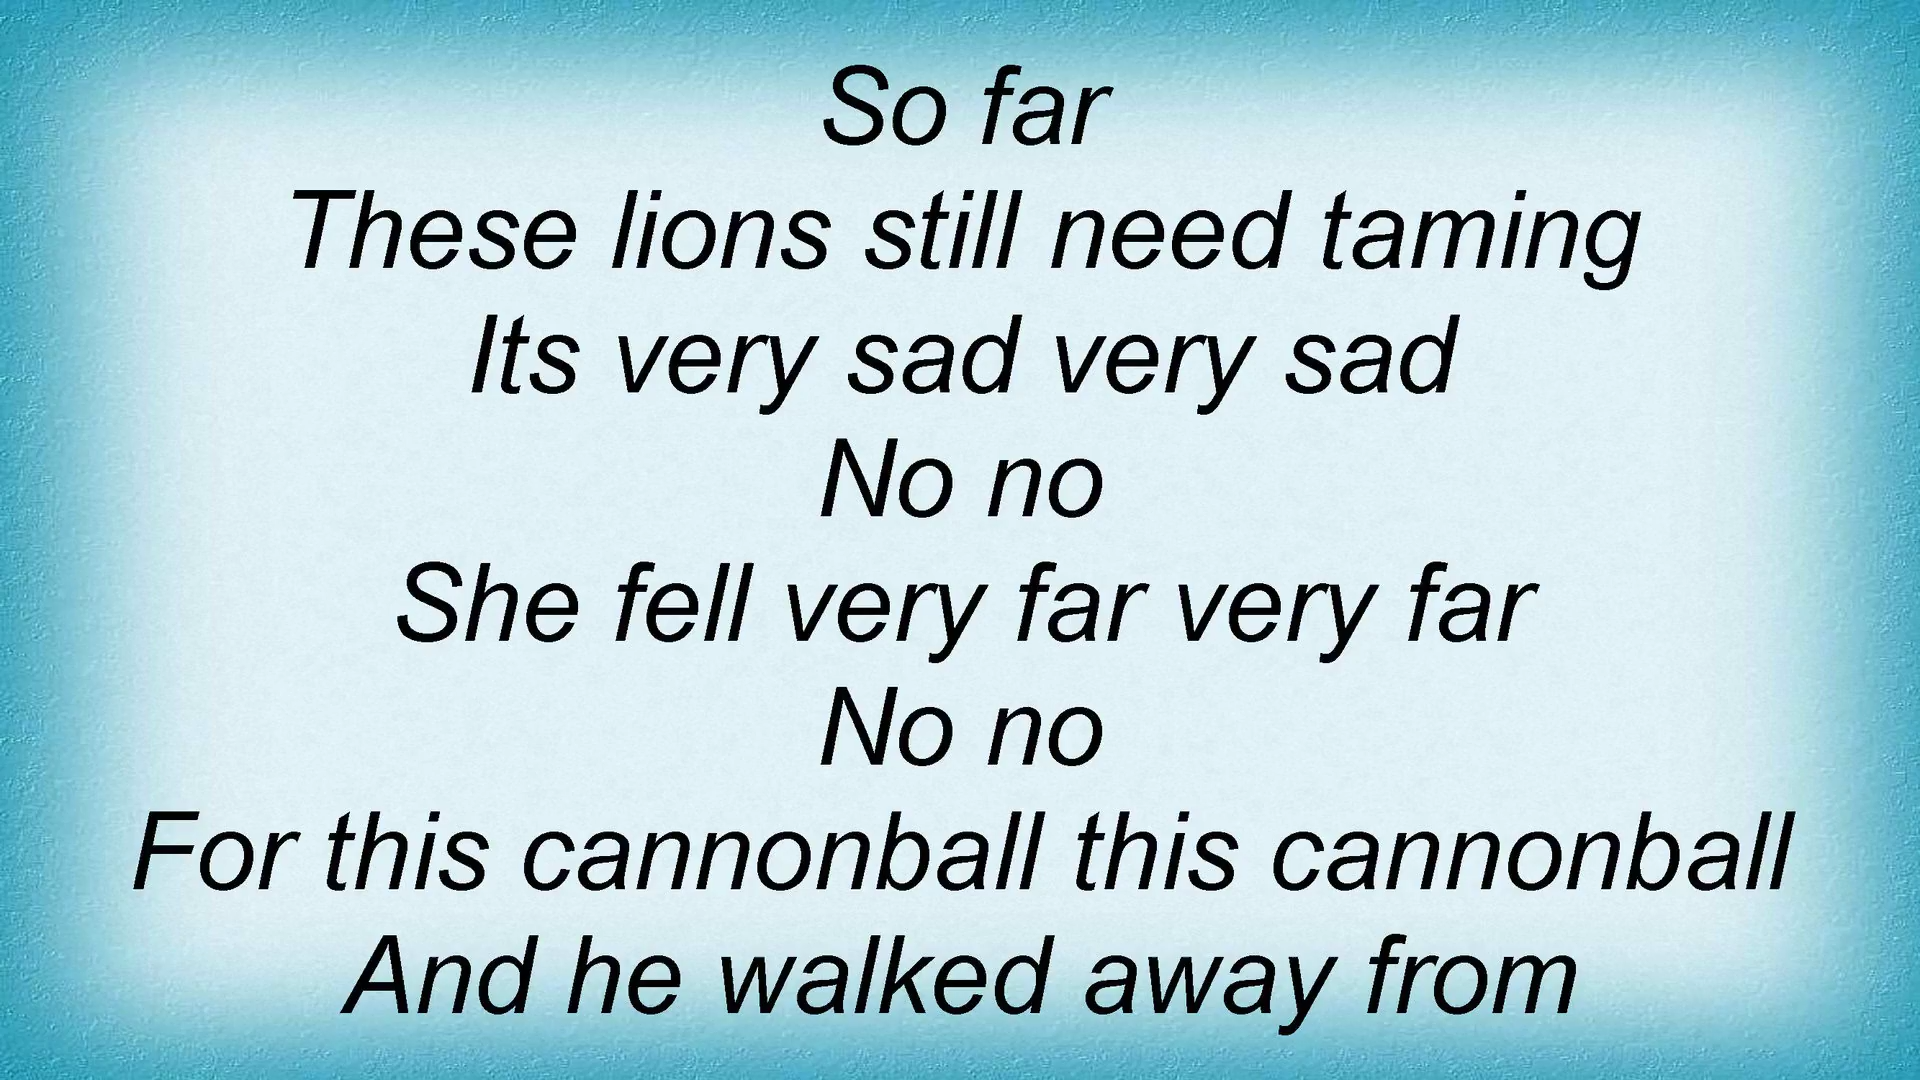 So far
These lions still need taming
Its very sad very sad
No no
She fell very far very far
No no
For this cannonball this cannonball
And he walked away from